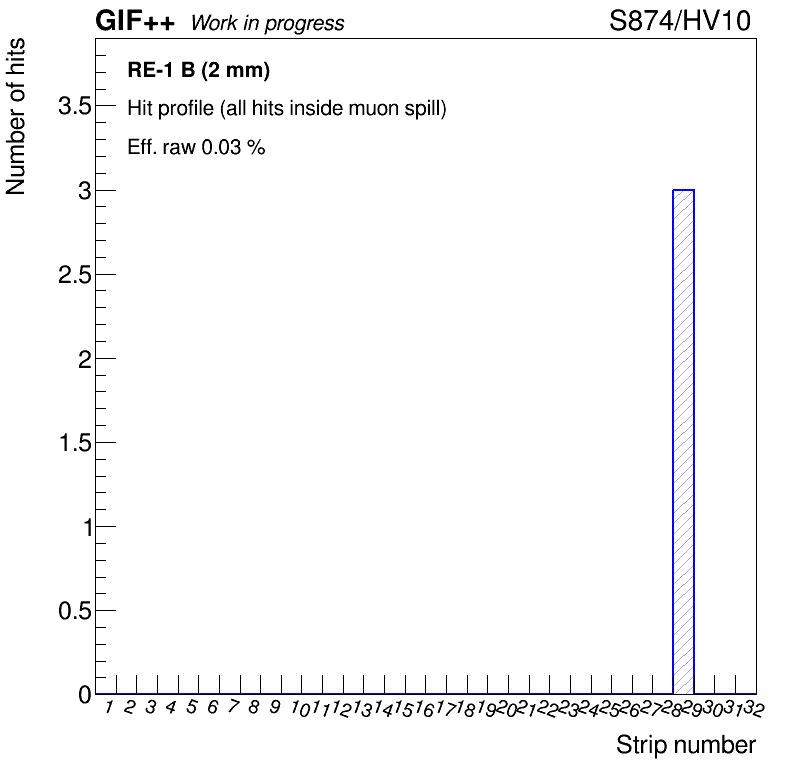 GIF++ Work in progress S874/HV10
Number of hits
RE-1 B (2 mm)
Hit profile (all hits inside muon spill)
Eff. raw 0.03 %
3.5
3
2.5
2
1.5
1
0.5
0
1 2 3 4 5 6 7 8 9 10 11 12 13 14 15 16 17 18 19 20 21 22 23 24 25 26 27 28 29 30 31 32
Strip number